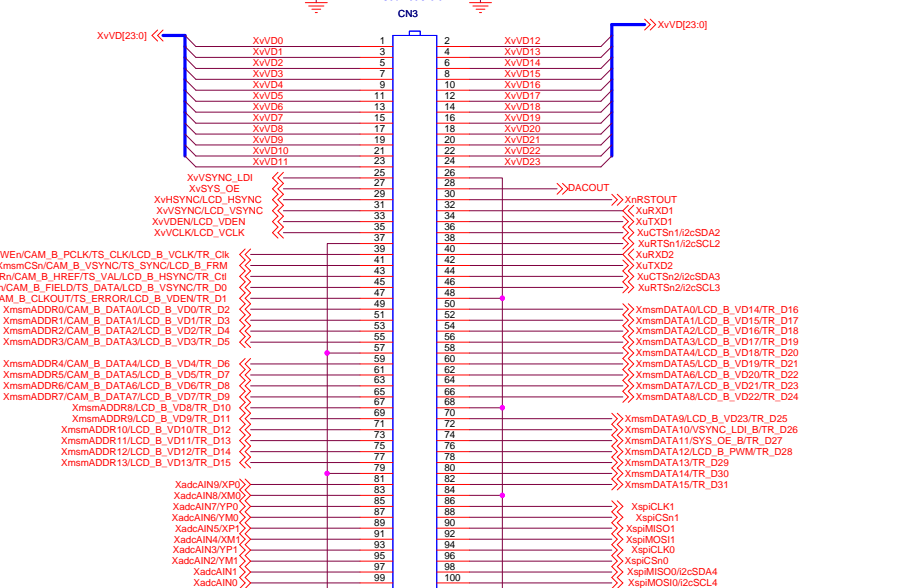 CN3
XvVD[23:0] XvVD[23:0]
XvVD0 1 2 XvVD12
XvVD1 3 4 XvVD13
XvVD2 5 6 XvVD14
XvVD3 7 8 XvVD15
XvVD4 9 10 XvVD16
XvVD5 11 12 XvVD17
XvVD6 13 14 XvVD18
XvVD7 15 16 XvVD19
XvVD8 17 18 XvVD20
XvVD9 19 20 XvVD21
XvVD10 21 22 XvVD22
XvVD11 23 24 XvVD23
XvVSYNC_LDI 25 26
XvSYS_OE 27 28 DACOUT
XvHSYNC/LCD_HSYNC 29 30 XnRSTOUT
XvVSYNC/LCD_VSYNC 31 32 XuRXD1
XvVDEN/LCD_VDEN 33 34 XuTXD1
XvVCLK/LCD_VCLK 35 36 XuCTSn1/i2cSDA2
37 38 XuRTSn1/i2cSCL2
WEn/CAM_B_PCLK/TS_CLK/LCD_B_VCLK/TR_Clk 39 40 XuRXD2
XmsmCSn/CAM_B_VSYNC/TS_SYNC/LCD_B_FRM 41 42 XuTXD2
Rn/CAM_B_HREF/TS_VAL/LCD_B_HSYNC/TR_Ctl 43 44 XuCTSn2/i2cSDA3
/CAM_B_FIELD/TS_DATA/LCD_B_VSYNC/TR_D0 45 46 XuRTSn2/i2cSCL3
AM_B_CLKOUT/TS_ERROR/LCD_B_VDEN/TR_D1 47 48
XmsmADDR0/CAM_B_DATA0/LCD_B_VD0/TR_D2 49 50 XmsmDATA0/LCD_B_VD14/TR_D16
XmsmADDR1/CAM_B_DATA1/LCD_B_VD1/TR_D3 51 52 XmsmDATA1/LCD_B_VD15/TR_D17
XmsmADDR2/CAM_B_DATA2/LCD_B_VD2/TR_D4 53 54 XmsmDATA2/LCD_B_VD16/TR_D18
XmsmADDR3/CAM_B_DATA3/LCD_B_VD3/TR_D5 55 56 XmsmDATA3/LCD_B_VD17/TR_D19
57 58 XmsmDATA4/LCD_B_VD18/TR_D20
XmsmADDR4/CAM_B_DATA4/LCD_B_VD4/TR_D6 59 60 XmsmDATA5/LCD_B_VD19/TR_D21
XmsmADDR5/CAM_B_DATA5/LCD_B_VD5/TR_D7 61 62 XmsmDATA6/LCD_B_VD20/TR_D22
XmsmADDR6/CAM_B_DATA6/LCD_B_VD6/TR_D8 63 64 XmsmDATA7/LCD_B_VD21/TR_D23
XmsmADDR7/CAM_B_DATA7/LCD_B_VD7/TR_D9 65 66 XmsmDATA8/LCD_B_VD22/TR_D24
XmsmADDR8/LCD_B_VD8/TR_D10 67 68
XmsmADDR9/LCD_B_VD9/TR_D11 69 70 XmsmDATA9/LCD_B_VD23/TR_D25
XmsmADDR10/LCD_B_VD10/TR_D12 71 72 XmsmDATA10/VSYNC_LDI_B/TR_D26
XmsmADDR11/LCD_B_VD11/TR_D13 73 74 XmsmDATA11/SYS_OE_B/TR_D27
XmsmADDR12/LCD_B_VD12/TR_D14 75 76 XmsmDATA12/LCD_B_PWM/TR_D28
XmsmADDR13/LCD_B_VD13/TR_D15 77 78 XmsmDATA13/TR_D29
79 80 XmsmDATA14/TR_D30
XadcAIN9/XP0 81 82 XmsmDATA15/TR_D31
XadcAIN8/XM0 83 84
XadcAIN7/YP0 85 86 XspiCLK1
XadcAIN6/YM0 87 88 XspiCSn1
XadcAIN5/XP1 89 90 XspiMISO1
XadcAIN4/XM1 91 92 XspiMOSI1
XadcAIN3/YP1 93 94 XspiCLK0
XadcAIN2/YM1 95 96 XspiCSn0
XadcAIN1 97 98 XspiMISO0/i2cSDA4
XadcAIN0 99 100 XspiMOSI0/i2cSCL4